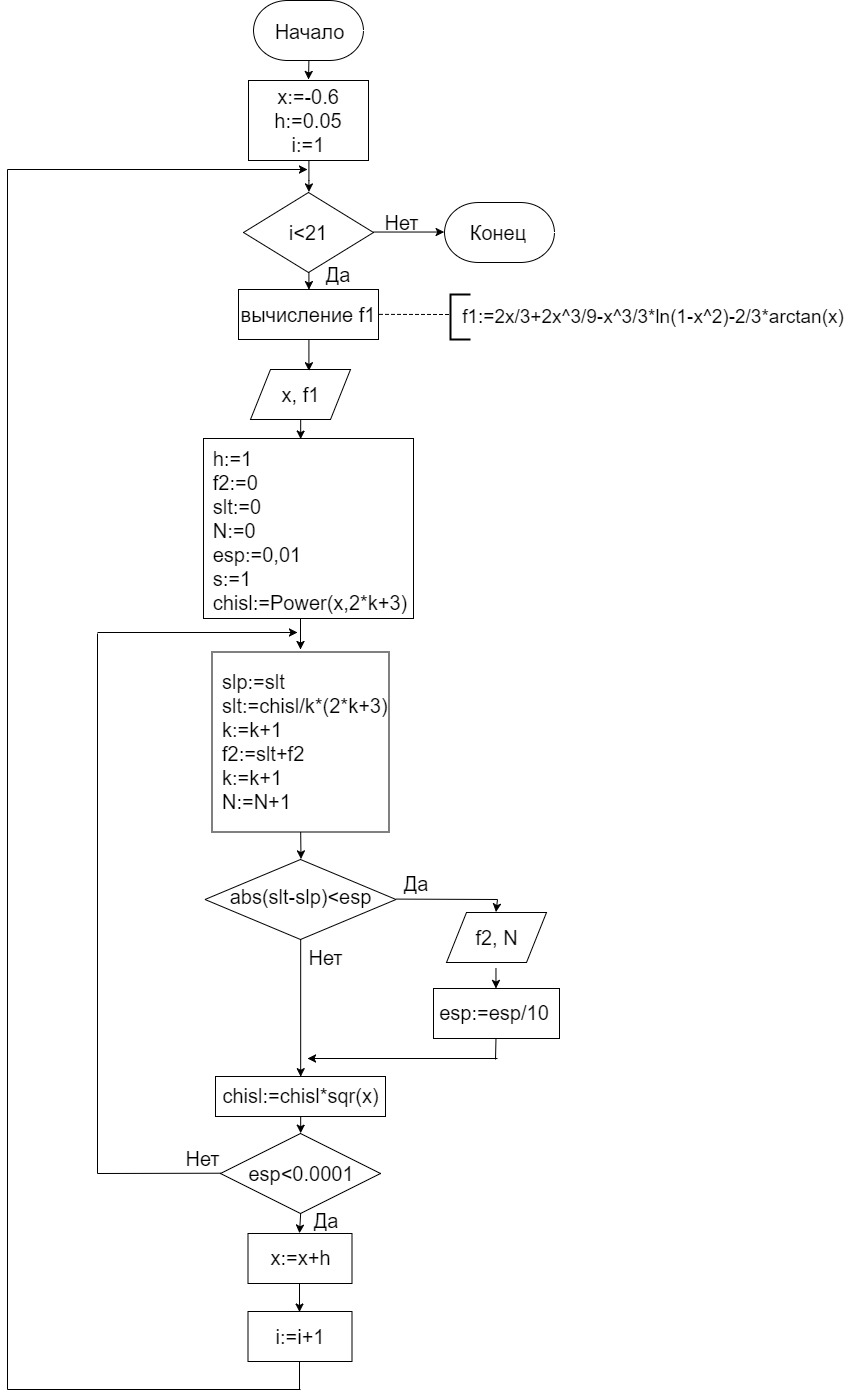 Начало
x:=-0.6
h:=0.05
i:=1
i<21
Нет
Конец
Да
вычисление f1
f1:=2x/3+2x^3/9-x^3/3*ln(1-x^2)-2/3*arctan(x)
x, f1
h:=1
f2:=0
slt:=0
N:=0
esp:=0,01
s:=1
chisl:=Power(x,2*k+3)
slp:=slt
slt:=chisl/k*(2*k+3)
k:=k+1
f2:=slt+f2
k:=k+1
N:=N+1
abs(slt-slp)<esp
Да
f2, N
Нет
esp:=esp/10
chisl:=chisl*sqr(x)
Нет
esp<0.0001
Да
x:=x+h
i:=i+1